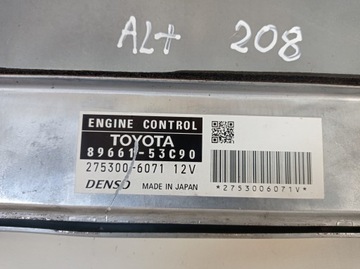 ALt 208
ENGINE CONTROL
TOYOTA
89661-53C90
275300-6071 12V
DENSO MADE IN JAPAN
*2753006071V*